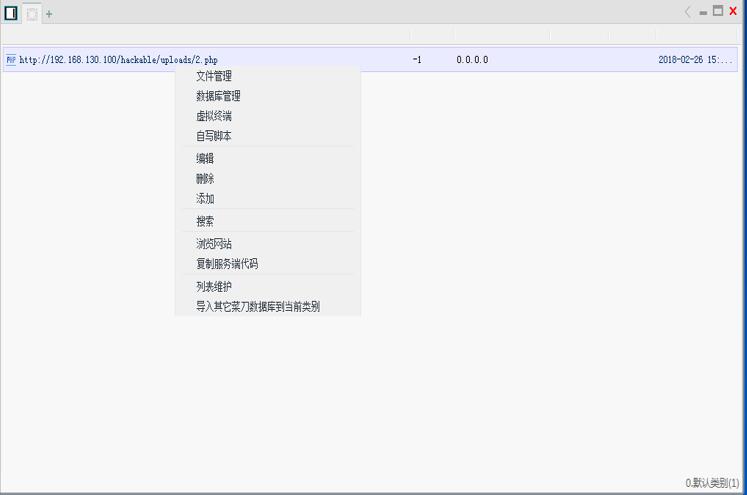 +
PHP http://192.168.130.100/hackable/uploads/2.php -1 0.0.0.0 2018-02-26 15:...
文件管理
数据库管理
虚拟终端
自写脚本
编辑
删除
添加
搜索
浏览网站
复制服务端代码
列表维护
导入其它菜刀数据库到当前类别
0.默认类别(1)